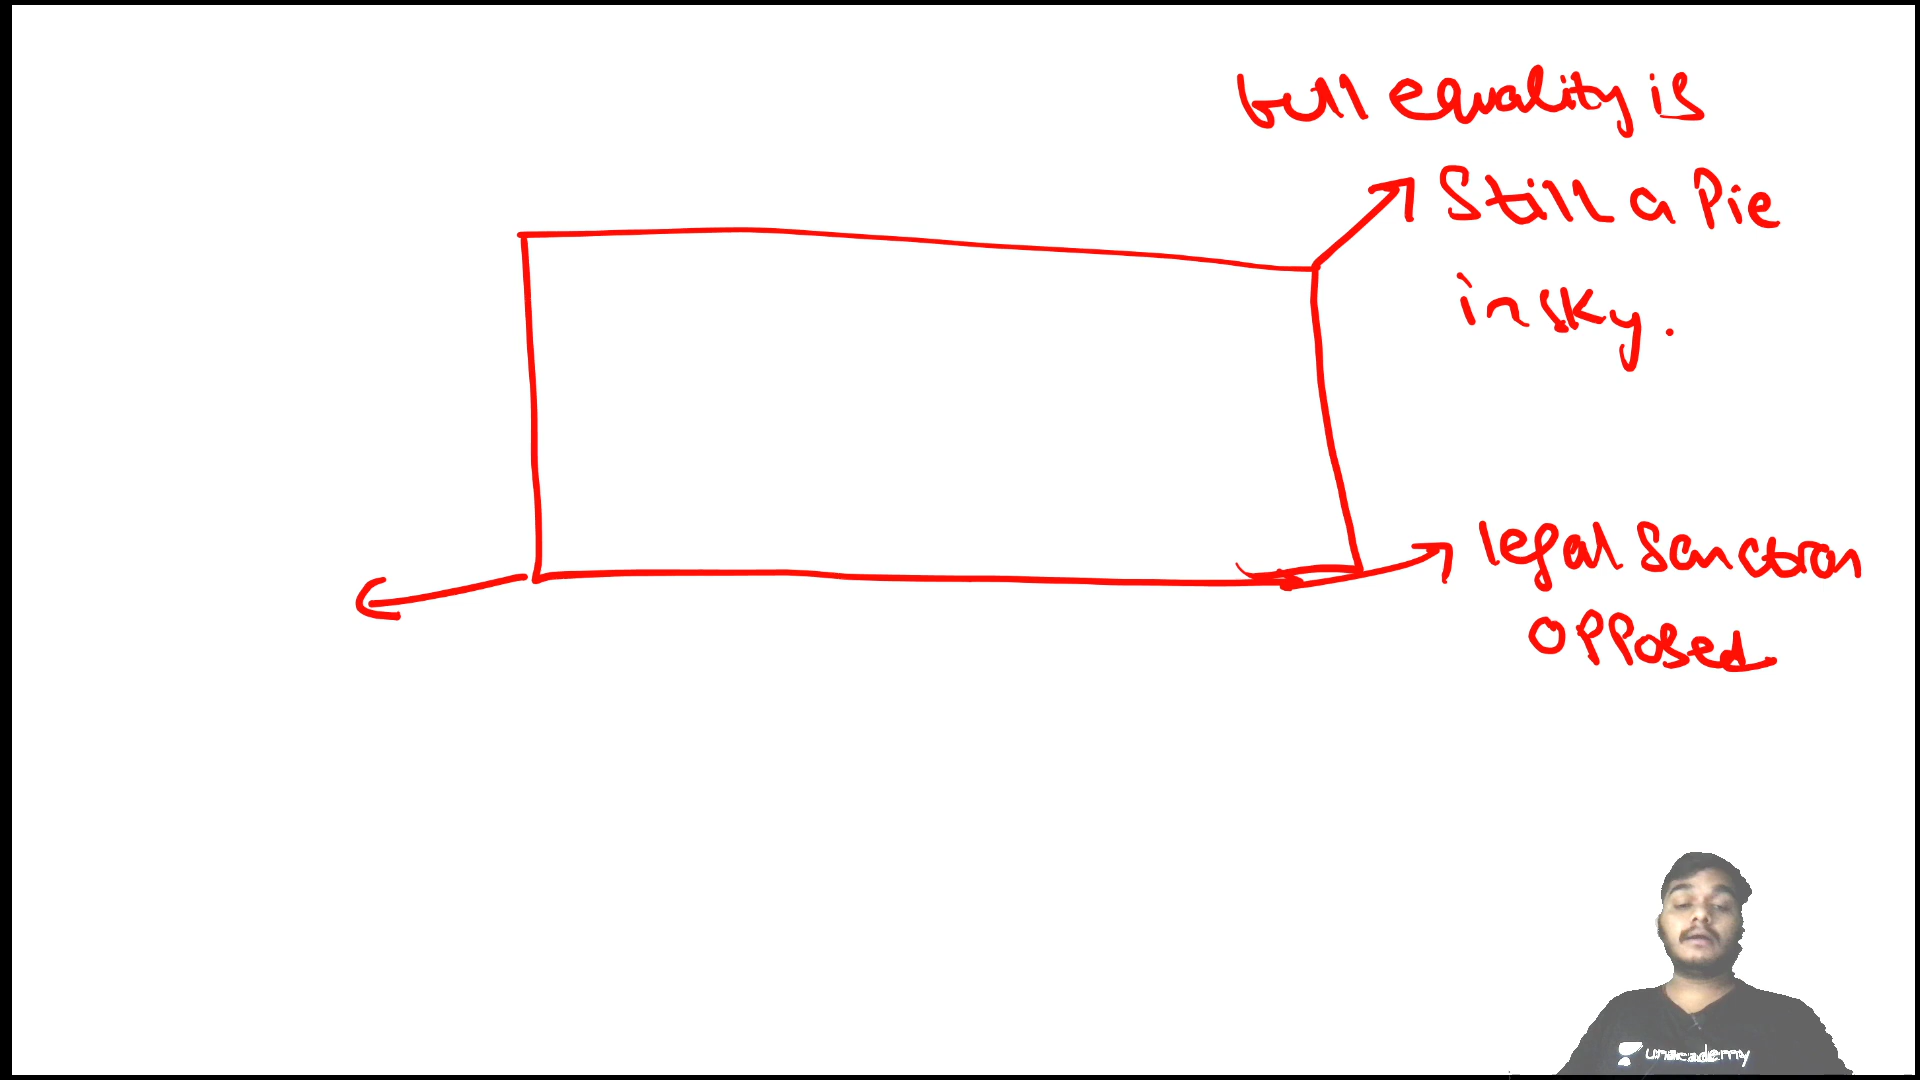 full equality is
Still a Pie
in sky.
legal Sanction
opposed
unacademy